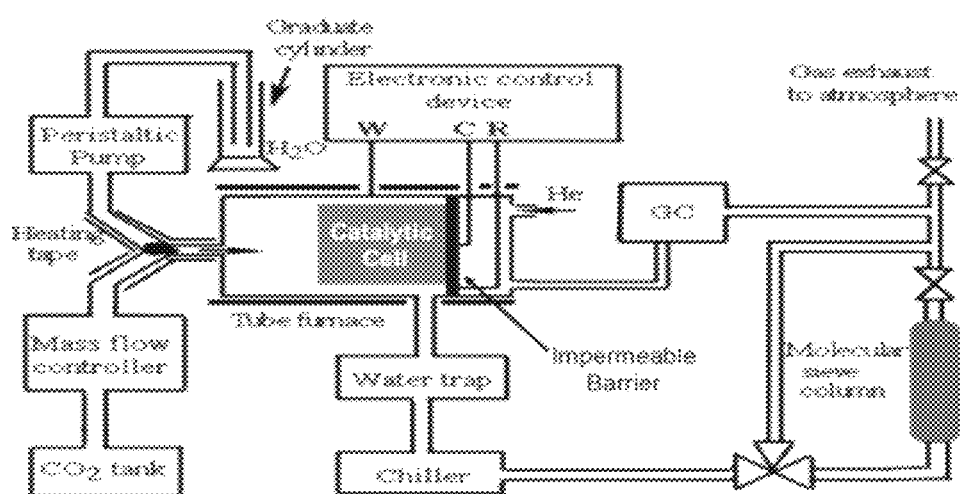 Graduate
cylinder
Electronic control
device
W C R
Gas exhaust
to atmosphere
Peristaltic
Pump
H2O
He
GC
Heating
tape
Catalytic
Cell
Tube furnace
Mass flow
controller
Impermeable
Barrier
Molecular
sieve
column
Water trap
CO2 tank
Chiller